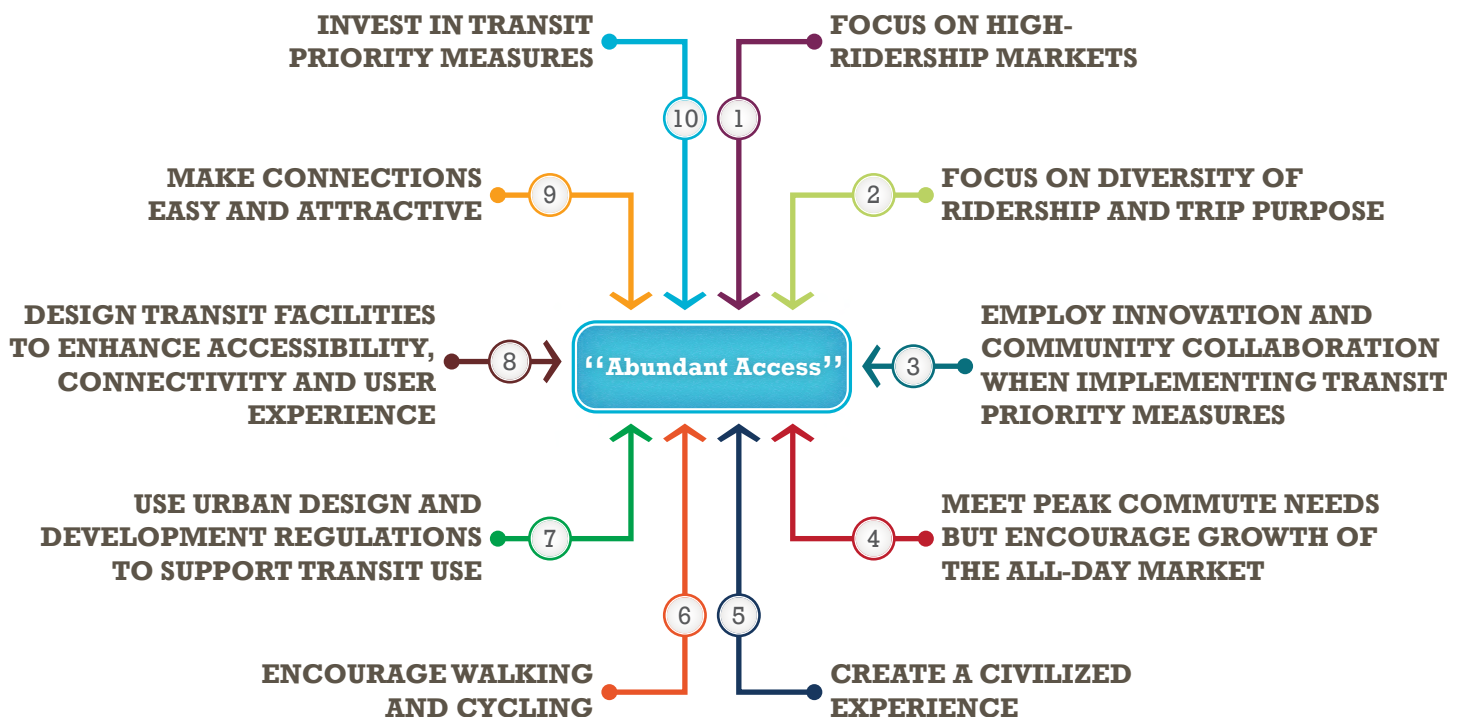 INVEST IN TRANSIT
PRIORITY MEASURES
10
1
FOCUS ON HIGH-
RIDERSHIP MARKETS
MAKE CONNECTIONS
EASY AND ATTRACTIVE
9
2
FOCUS ON DIVERSITY OF
RIDERSHIP AND TRIP PURPOSE
DESIGN TRANSIT FACILITIES
TO ENHANCE ACCESSIBILITY,
CONNECTIVITY AND USER
EXPERIENCE
8
“Abundant Access”
3
EMPLOY INNOVATION AND
COMMUNITY COLLABORATION
WHEN IMPLEMENTING TRANSIT
PRIORITY MEASURES
USE URBAN DESIGN AND
DEVELOPMENT REGULATIONS
TO SUPPORT TRANSIT USE
7
4
MEET PEAK COMMUTE NEEDS
BUT ENCOURAGE GROWTH OF
THE ALL-DAY MARKET
ENCOURAGE WALKING
AND CYCLING
6
5
CREATE A CIVILIZED
EXPERIENCE